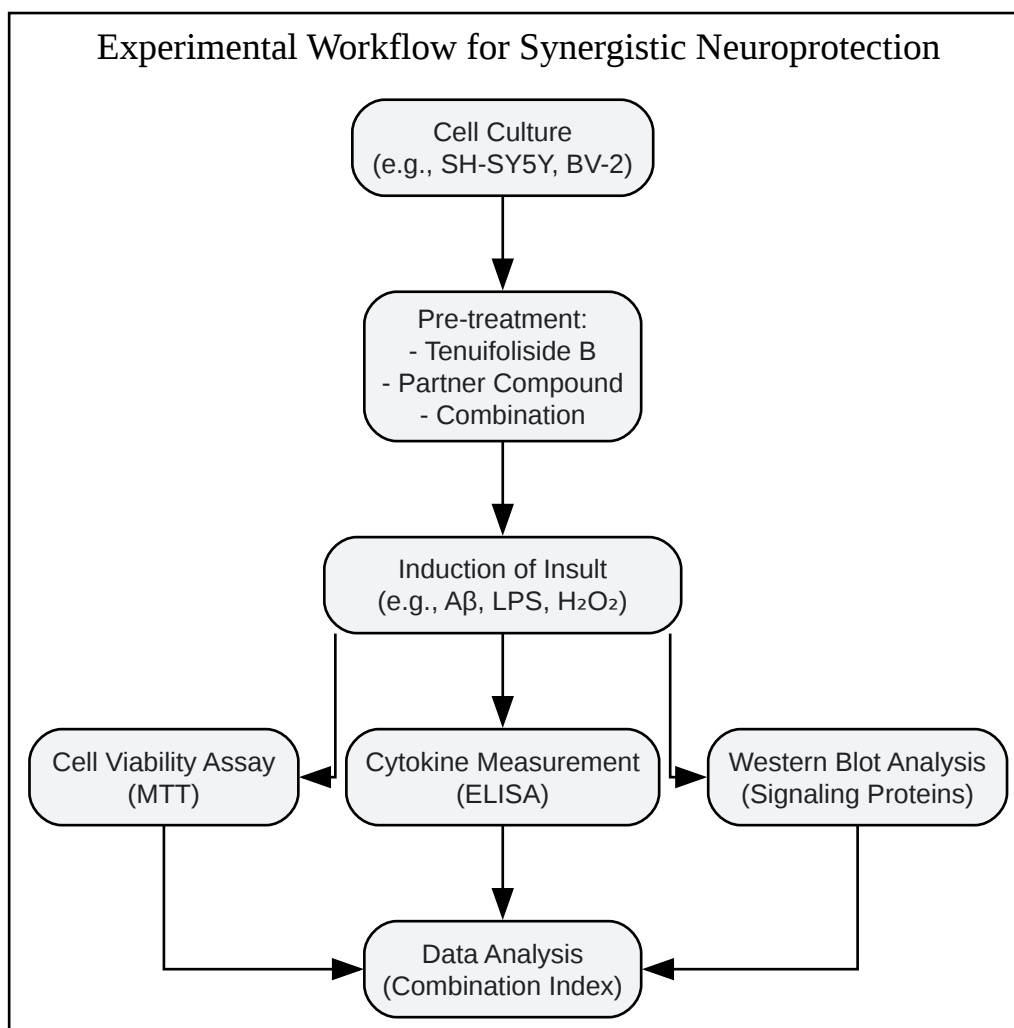 Experimental Workflow for Synergistic Neuroprotection
Cell Culture
(e.g., SH-SY5Y, BV-2)
Pre-treatment:
- Tenuifoliside B
- Partner Compound
- Combination
Induction of Insult
(e.g., Aβ, LPS, H₂O₂)
Cell Viability Assay
(MTT)
Cytokine Measurement
(ELISA)
Western Blot Analysis
(Signaling Proteins)
Data Analysis
(Combination Index)